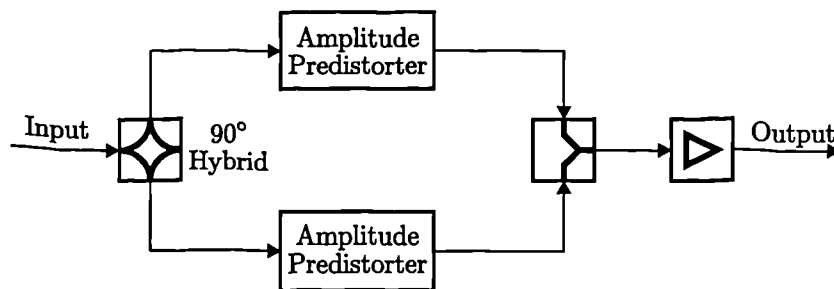 Amplitude
Predistorter
Input
90°
Hybrid
Output
Amplitude
Predistorter